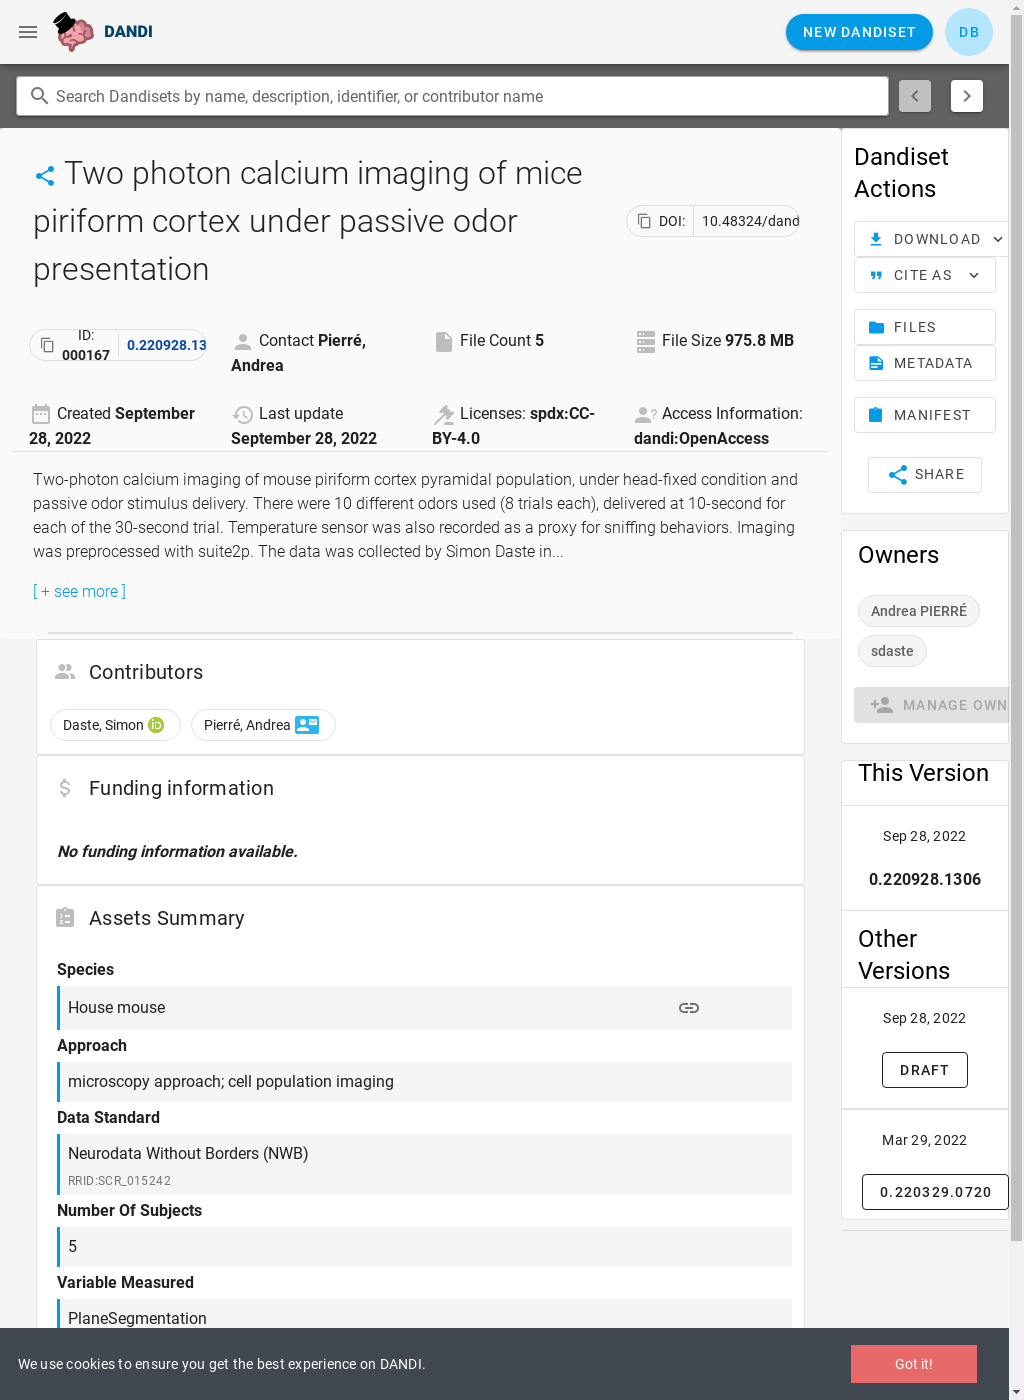 DANDI
NEW DANDISET
DB
Search Dandisets by name, description, identifier, or contributor name
Two photon calcium imaging of mice
piriform cortex under passive odor
presentation
DOI: 10.48324/dand
ID:
000167
0.220928.13
Contact Pierré,
Andrea
File Count 5
File Size 975.8 MB
Created September
28, 2022
Last update
September 28, 2022
Licenses: spdx:CC-
BY-4.0
Access Information:
dandi:OpenAccess
Two-photon calcium imaging of mouse piriform cortex pyramidal population, under head-fixed condition and
passive odor stimulus delivery. There were 10 different odors used (8 trials each), delivered at 10-second for
each of the 30-second trial. Temperature sensor was also recorded as a proxy for sniffing behaviors. Imaging
was preprocessed with suite2p. The data was collected by Simon Daste in...
[ + see more ]
Contributors
Daste, Simon iD
Pierré, Andrea
Funding information
No funding information available.
Assets Summary
Species
House mouse
Approach
microscopy approach; cell population imaging
Data Standard
Neurodata Without Borders (NWB)
RRID:SCR_015242
Number Of Subjects
5
Variable Measured
PlaneSegmentation
Dandiset
Actions
DOWNLOAD
CITE AS
FILES
METADATA
MANIFEST
SHARE
Owners
Andrea PIERRÉ
sdaste
MANAGE OWN
This Version
Sep 28, 2022
0.220928.1306
Other
Versions
Sep 28, 2022
DRAFT
Mar 29, 2022
0.220329.0720
We use cookies to ensure you get the best experience on DANDI.
Got it!